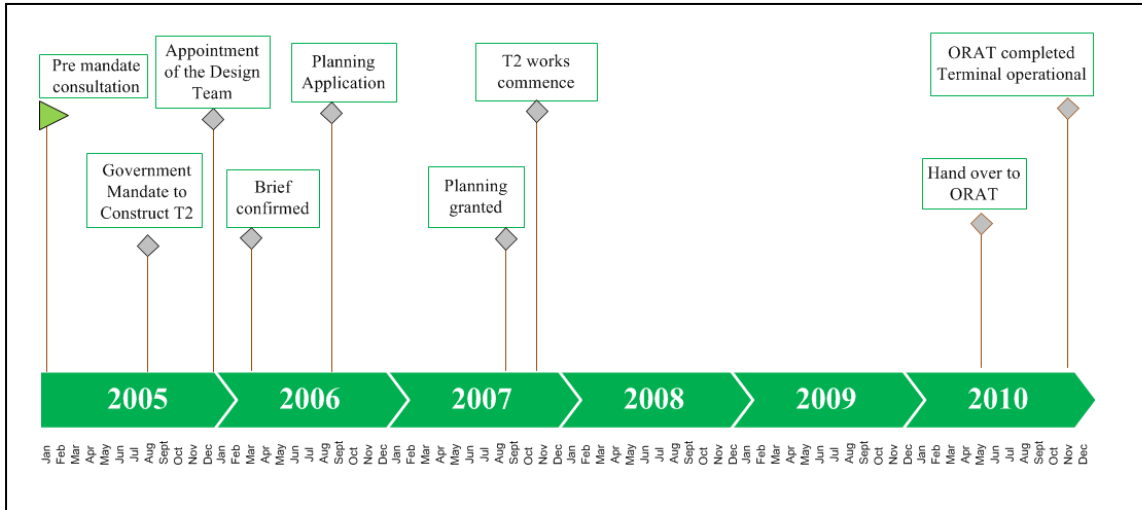 Pre mandate
consultation
Appointment
of the Design
Team
Planning
Application
T2 works
commence
ORAT completed
Terminal operational
Government
Mandate to
Construct T2
Brief
confirmed
Planning
granted
Hand over to
ORAT
2005
2006
2007
2008
2009
2010
Jan
Feb
Mar
Apr
May
Jun
Jul
Aug
Sept
Oct
Nov
Dec
Jan
Feb
Mar
Apr
May
Jun
Jul
Aug
Sept
Oct
Nov
Dec
Jan
Feb
Mar
Apr
May
Jun
Jul
Aug
Sept
Oct
Nov
Dec
Jan
Feb
Mar
Apr
May
Jun
Jul
Aug
Sept
Oct
Nov
Dec
Jan
Feb
Mar
Apr
May
Jun
Jul
Aug
Sept
Oct
Nov
Dec
Jan
Feb
Mar
Apr
May
Jun
Jul
Aug
Sept
Oct
Nov
Dec